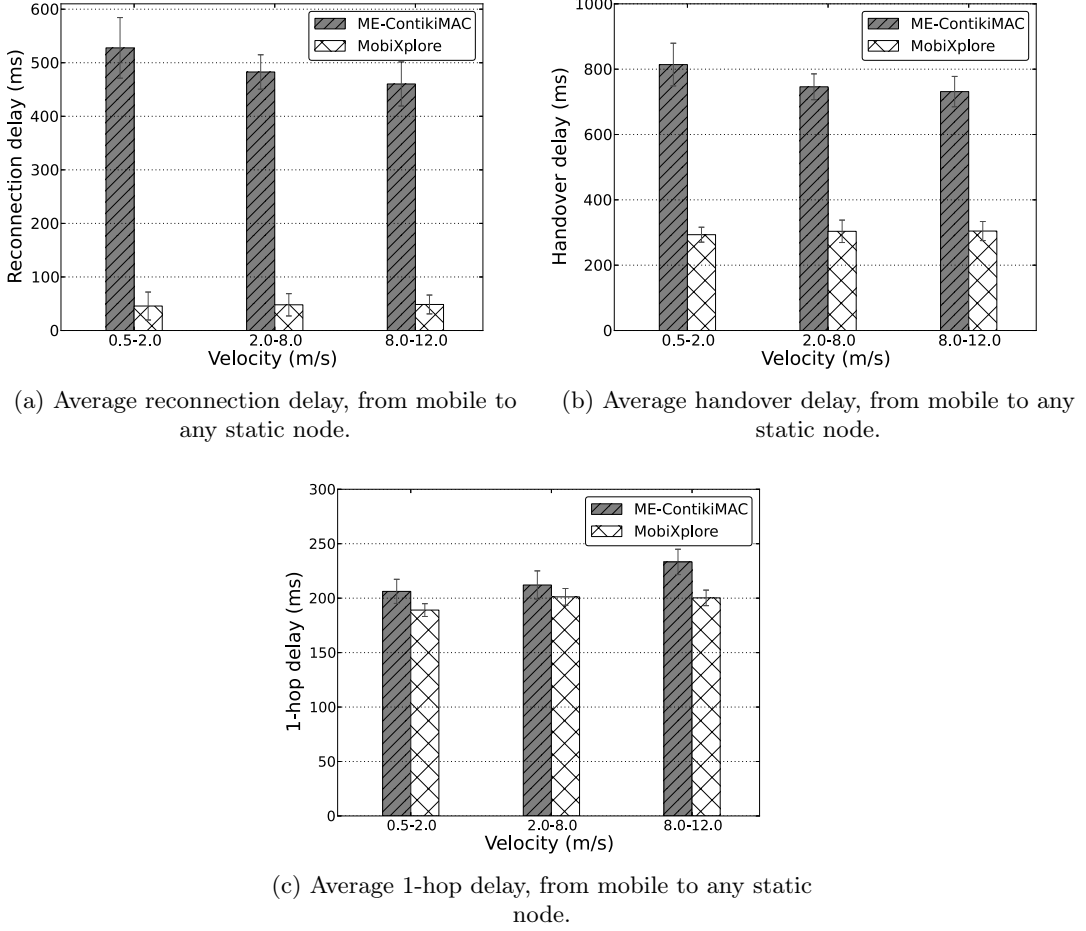 600
500
400
300
200
100
0
Reconnection delay (ms)
ME-ContikiMAC
MobiXplore
0.5-2.0 2.0-8.0 8.0-12.0
Velocity (m/s)
(a) Average reconnection delay, from mobile to
any static node.
1000
800
600
400
200
0
Handover delay (ms)
ME-ContikiMAC
MobiXplore
0.5-2.0 2.0-8.0 8.0-12.0
Velocity (m/s)
(b) Average handover delay, from mobile to any
static node.
300
250
200
150
100
50
0
1-hop delay (ms)
ME-ContikiMAC
MobiXplore
0.5-2.0 2.0-8.0 8.0-12.0
Velocity (m/s)
(c) Average 1-hop delay, from mobile to any static
node.